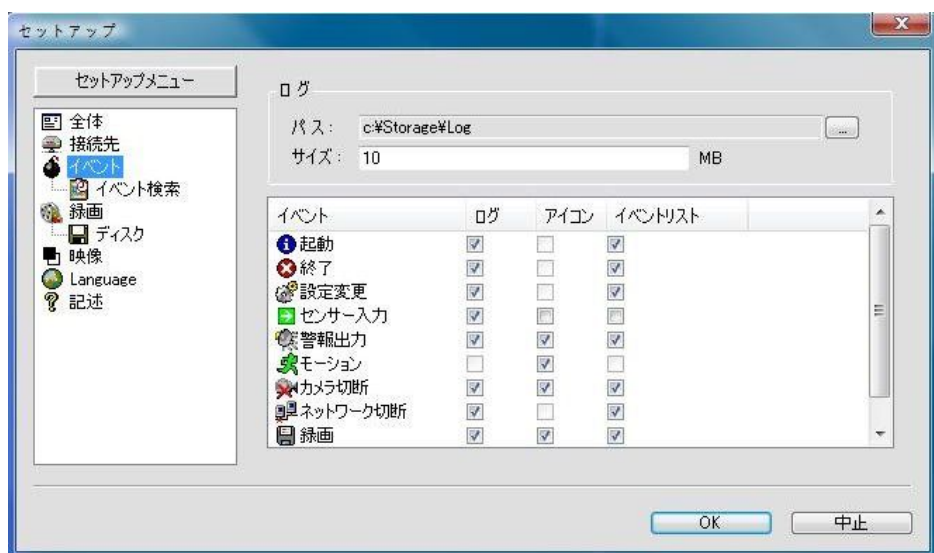 セットアップ
セットアップメニュー
全体
接続先
イベント
イベント検索
録画
ディスク
映像
Language
記述
ログ
パス： c:¥Storage¥Log ...
サイズ： 10 MB
イベント ログ アイコン イベントリスト
起動
終了
設定変更
センサー入力
警報出力
モーション
カメラ切断
ネットワーク切断
録画
OK 中止